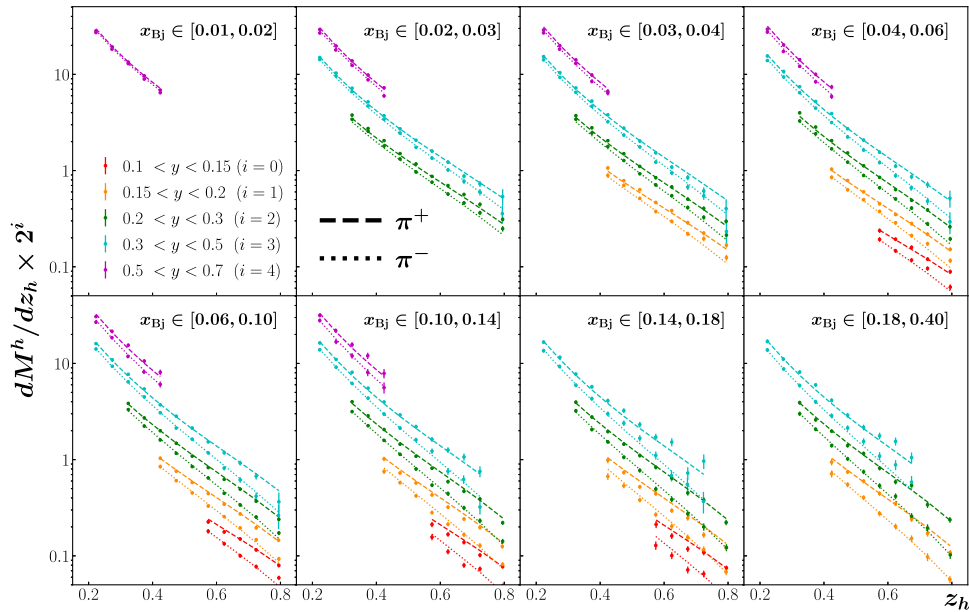 x_Bj ∈ [0.01, 0.02]
x_Bj ∈ [0.02, 0.03]
x_Bj ∈ [0.03, 0.04]
x_Bj ∈ [0.04, 0.06]
10
1
0.1
0.1 < y < 0.15 (i = 0)
0.15 < y < 0.2 (i = 1)
0.2 < y < 0.3 (i = 2)
0.3 < y < 0.5 (i = 3)
0.5 < y < 0.7 (i = 4)
π⁺
π⁻
dM^h/dz_h × 2^i
x_Bj ∈ [0.06, 0.10]
x_Bj ∈ [0.10, 0.14]
x_Bj ∈ [0.14, 0.18]
x_Bj ∈ [0.18, 0.40]
10
1
0.1
0.2 0.4 0.6 0.8
0.2 0.4 0.6 0.8
0.2 0.4 0.6 0.8
0.2 0.4 0.6 0.8
z_h